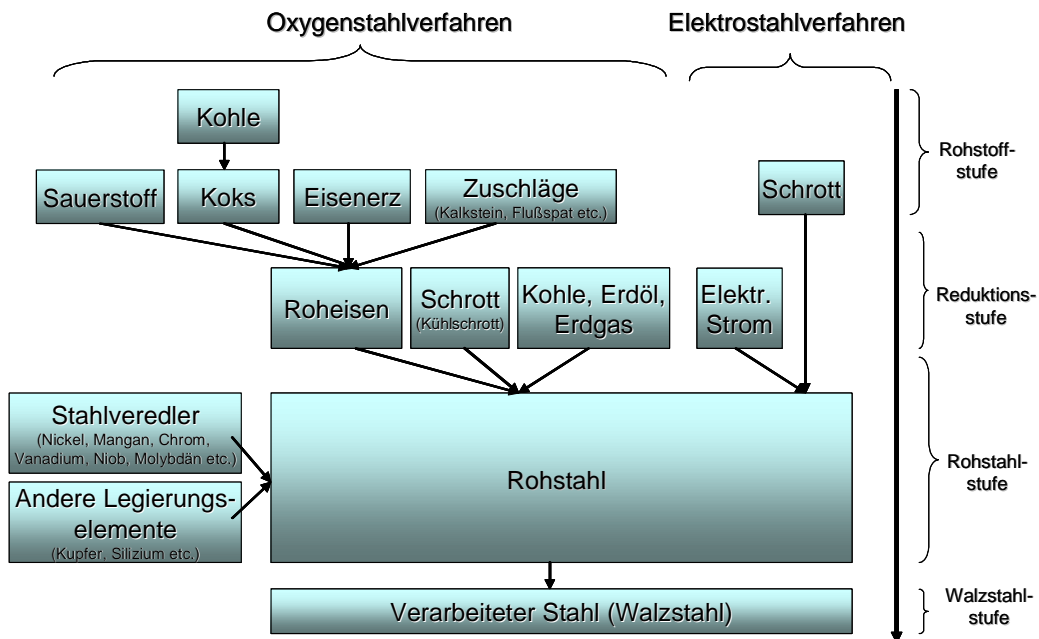 Oxygenstahlverfahren
Elektrostahlverfahren
Kohle
Rohstoff-
stufe
Sauerstoff
Koks
Eisenerz
Zuschläge
(Kalkstein, Flußspat etc.)
Schrott
Roheisen
Schrott
(Kühlschrott)
Kohle, Erdöl,
Erdgas
Elektr.
Strom
Reduktions-
stufe
Stahlveredler
(Nickel, Mangan, Chrom,
Vanadium, Niob, Molybdän etc.)
Andere Legierungs-
elemente
(Kupfer, Silizium etc.)
Rohstahl
Rohstahl-
stufe
Verarbeiteter Stahl (Walzstahl)
Walzstahl-
stufe